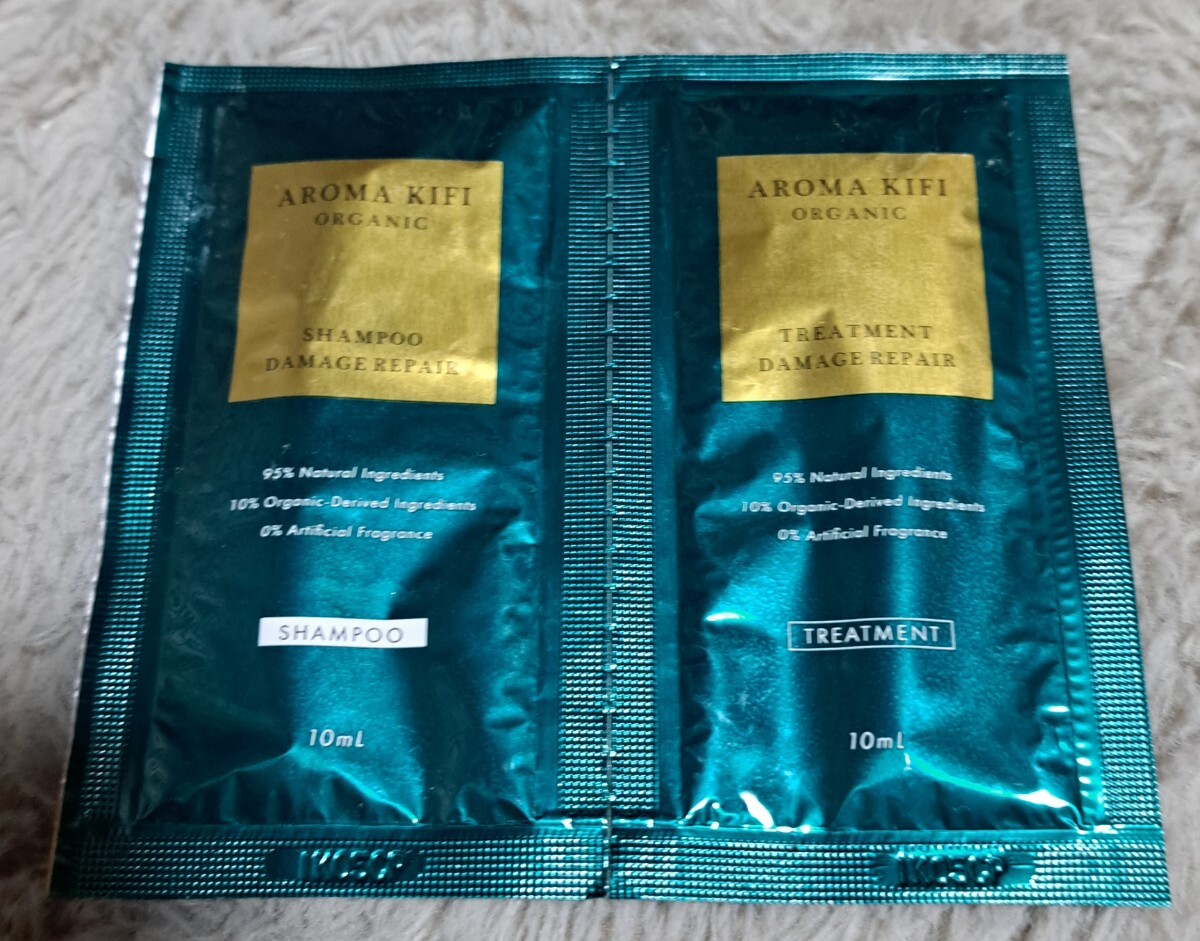 AROMA KIFI
ORGANIC
SHAMPOO
DAMAGE REPAIR
95% Natural Ingredients
10% Organic-Derived Ingredients
0% Artificial Fragrance
SHAMPOO
10mL
AROMA KIFI
ORGANIC
TREATMENT
DAMAGE REPAIR
95% Natural Ingredients
10% Organic-Derived Ingredients
0% Artificial Fragrance
TREATMENT
10mL